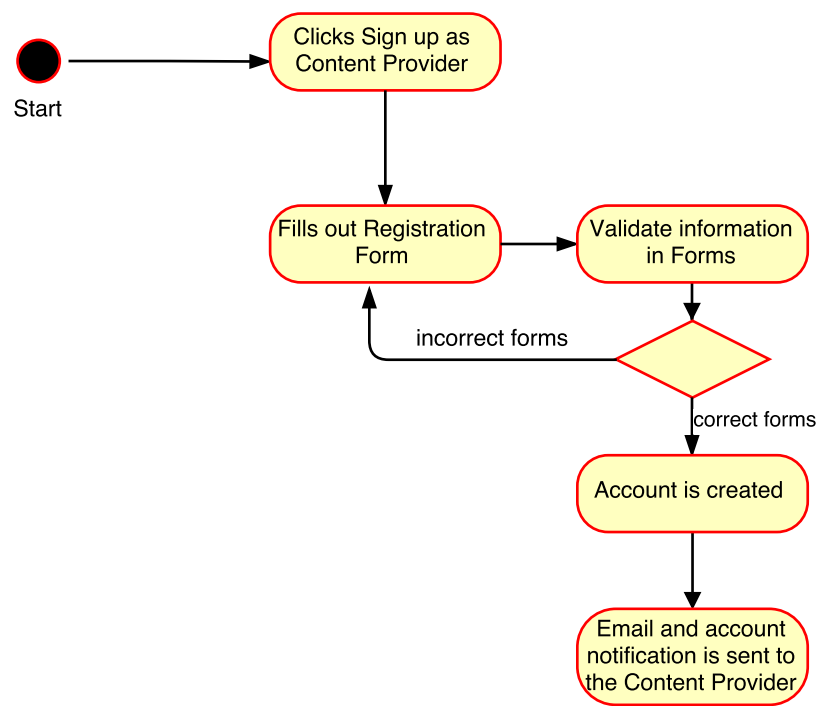 Clicks Sign up as
Content Provider
Start
Fills out Registration
Form
Validate information
in Forms
incorrect forms
correct forms
Account is created
Email and account
notification is sent to
the Content Provider